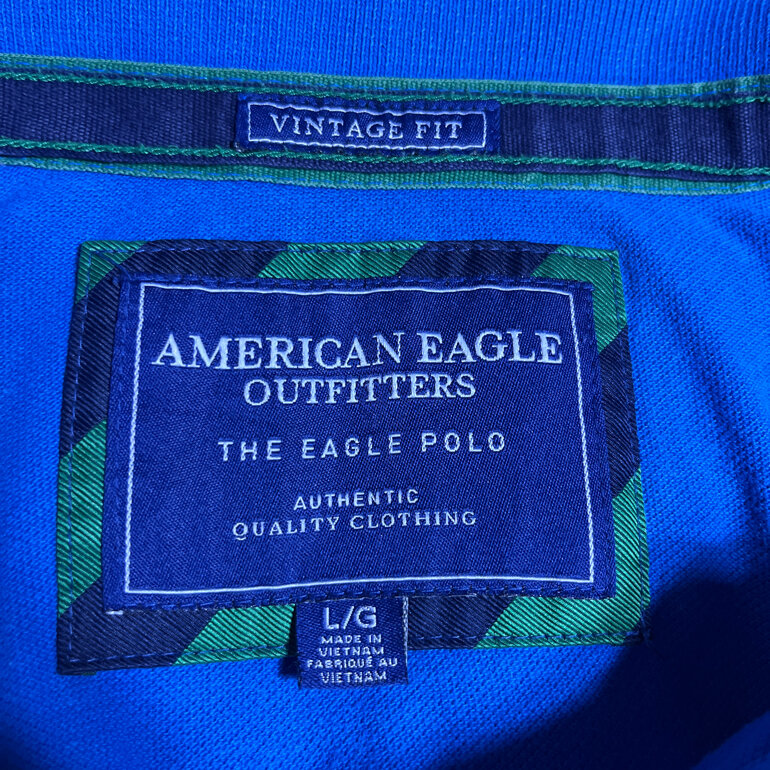 VINTAGE FIT
AMERICAN EAGLE
OUTFITTERS
THE EAGLE POLO
AUTHENTIC
QUALITY CLOTHING
L/G
MADE IN
VIETNAM
FABRIQUÉ AU
VIETNAM